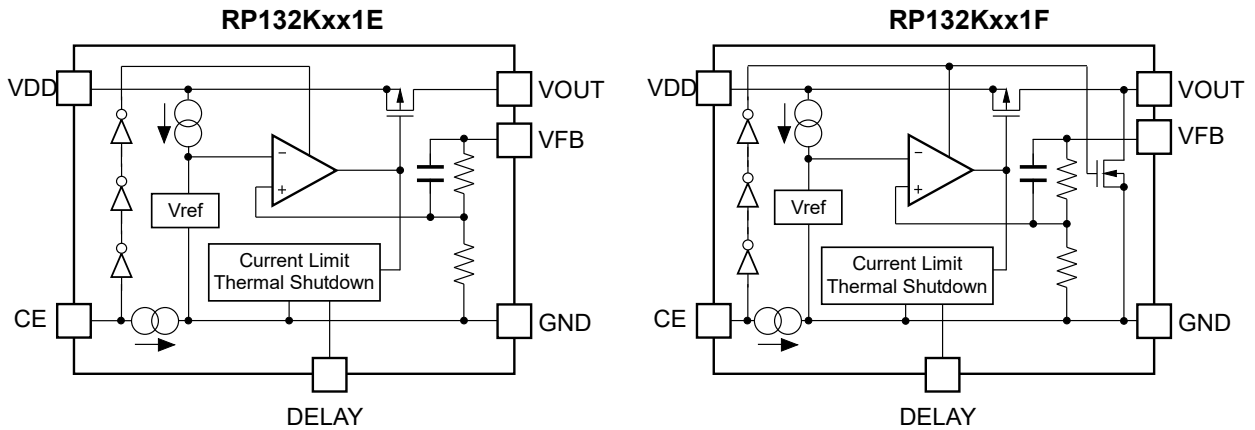 RP132Kxx1E
VDD
VOUT
VFB
−
+
Vref
Current Limit
Thermal Shutdown
CE
GND
DELAY
RP132Kxx1F
VDD
VOUT
VFB
−
+
Vref
Current Limit
Thermal Shutdown
CE
GND
DELAY